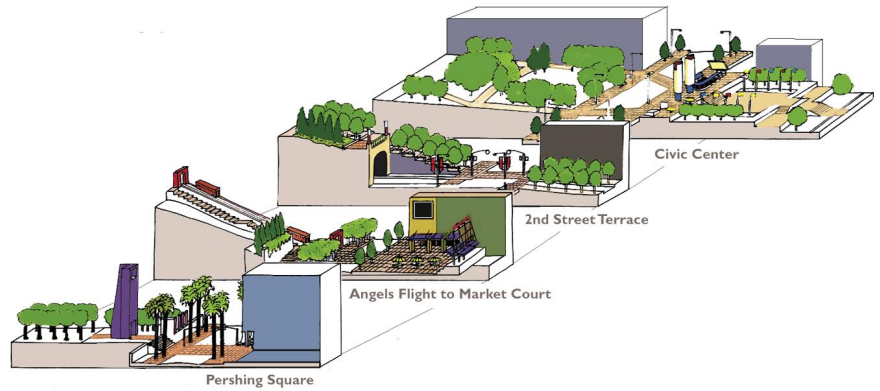 Civic Center
2nd Street Terrace
Angels Flight to Market Court
Pershing Square